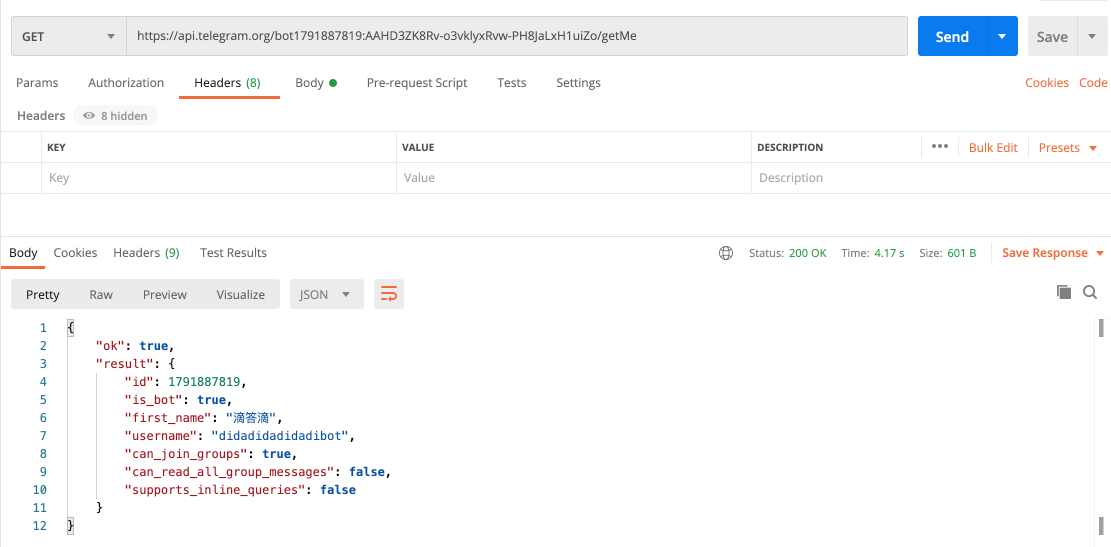 GET https://api.telegram.org/bot1791887819:AAHD3ZK8Rv-o3vklyxRvw-PH8JaLxH1uiZo/getMe Send Save
Params Authorization Headers (8) Body Pre-request Script Tests Settings Cookies Code
Headers 8 hidden
KEY VALUE DESCRIPTION ••• Bulk Edit Presets
Key Value Description
Body Cookies Headers (9) Test Results Status: 200 OK Time: 4.17 s Size: 601 B Save Response
Pretty Raw Preview Visualize JSON
1 {
2 "ok": true,
3 "result": {
4 "id": 1791887819,
5 "is_bot": true,
6 "first_name": "滴答滴",
7 "username": "didadidadidadibot",
8 "can_join_groups": true,
9 "can_read_all_group_messages": false,
10 "supports_inline_queries": false
11 }
12 }